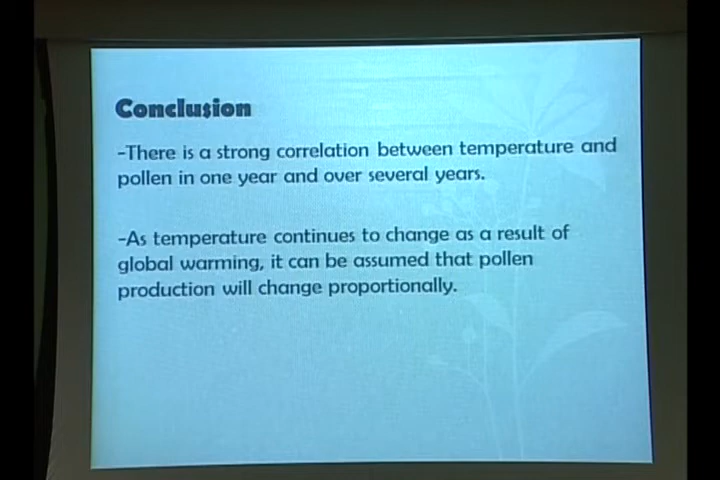 Conclusion
-There is a strong correlation between temperature and
pollen in one year and over several years.
-As temperature continues to change as a result of
global warming, it can be assumed that pollen
production will change proportionally.